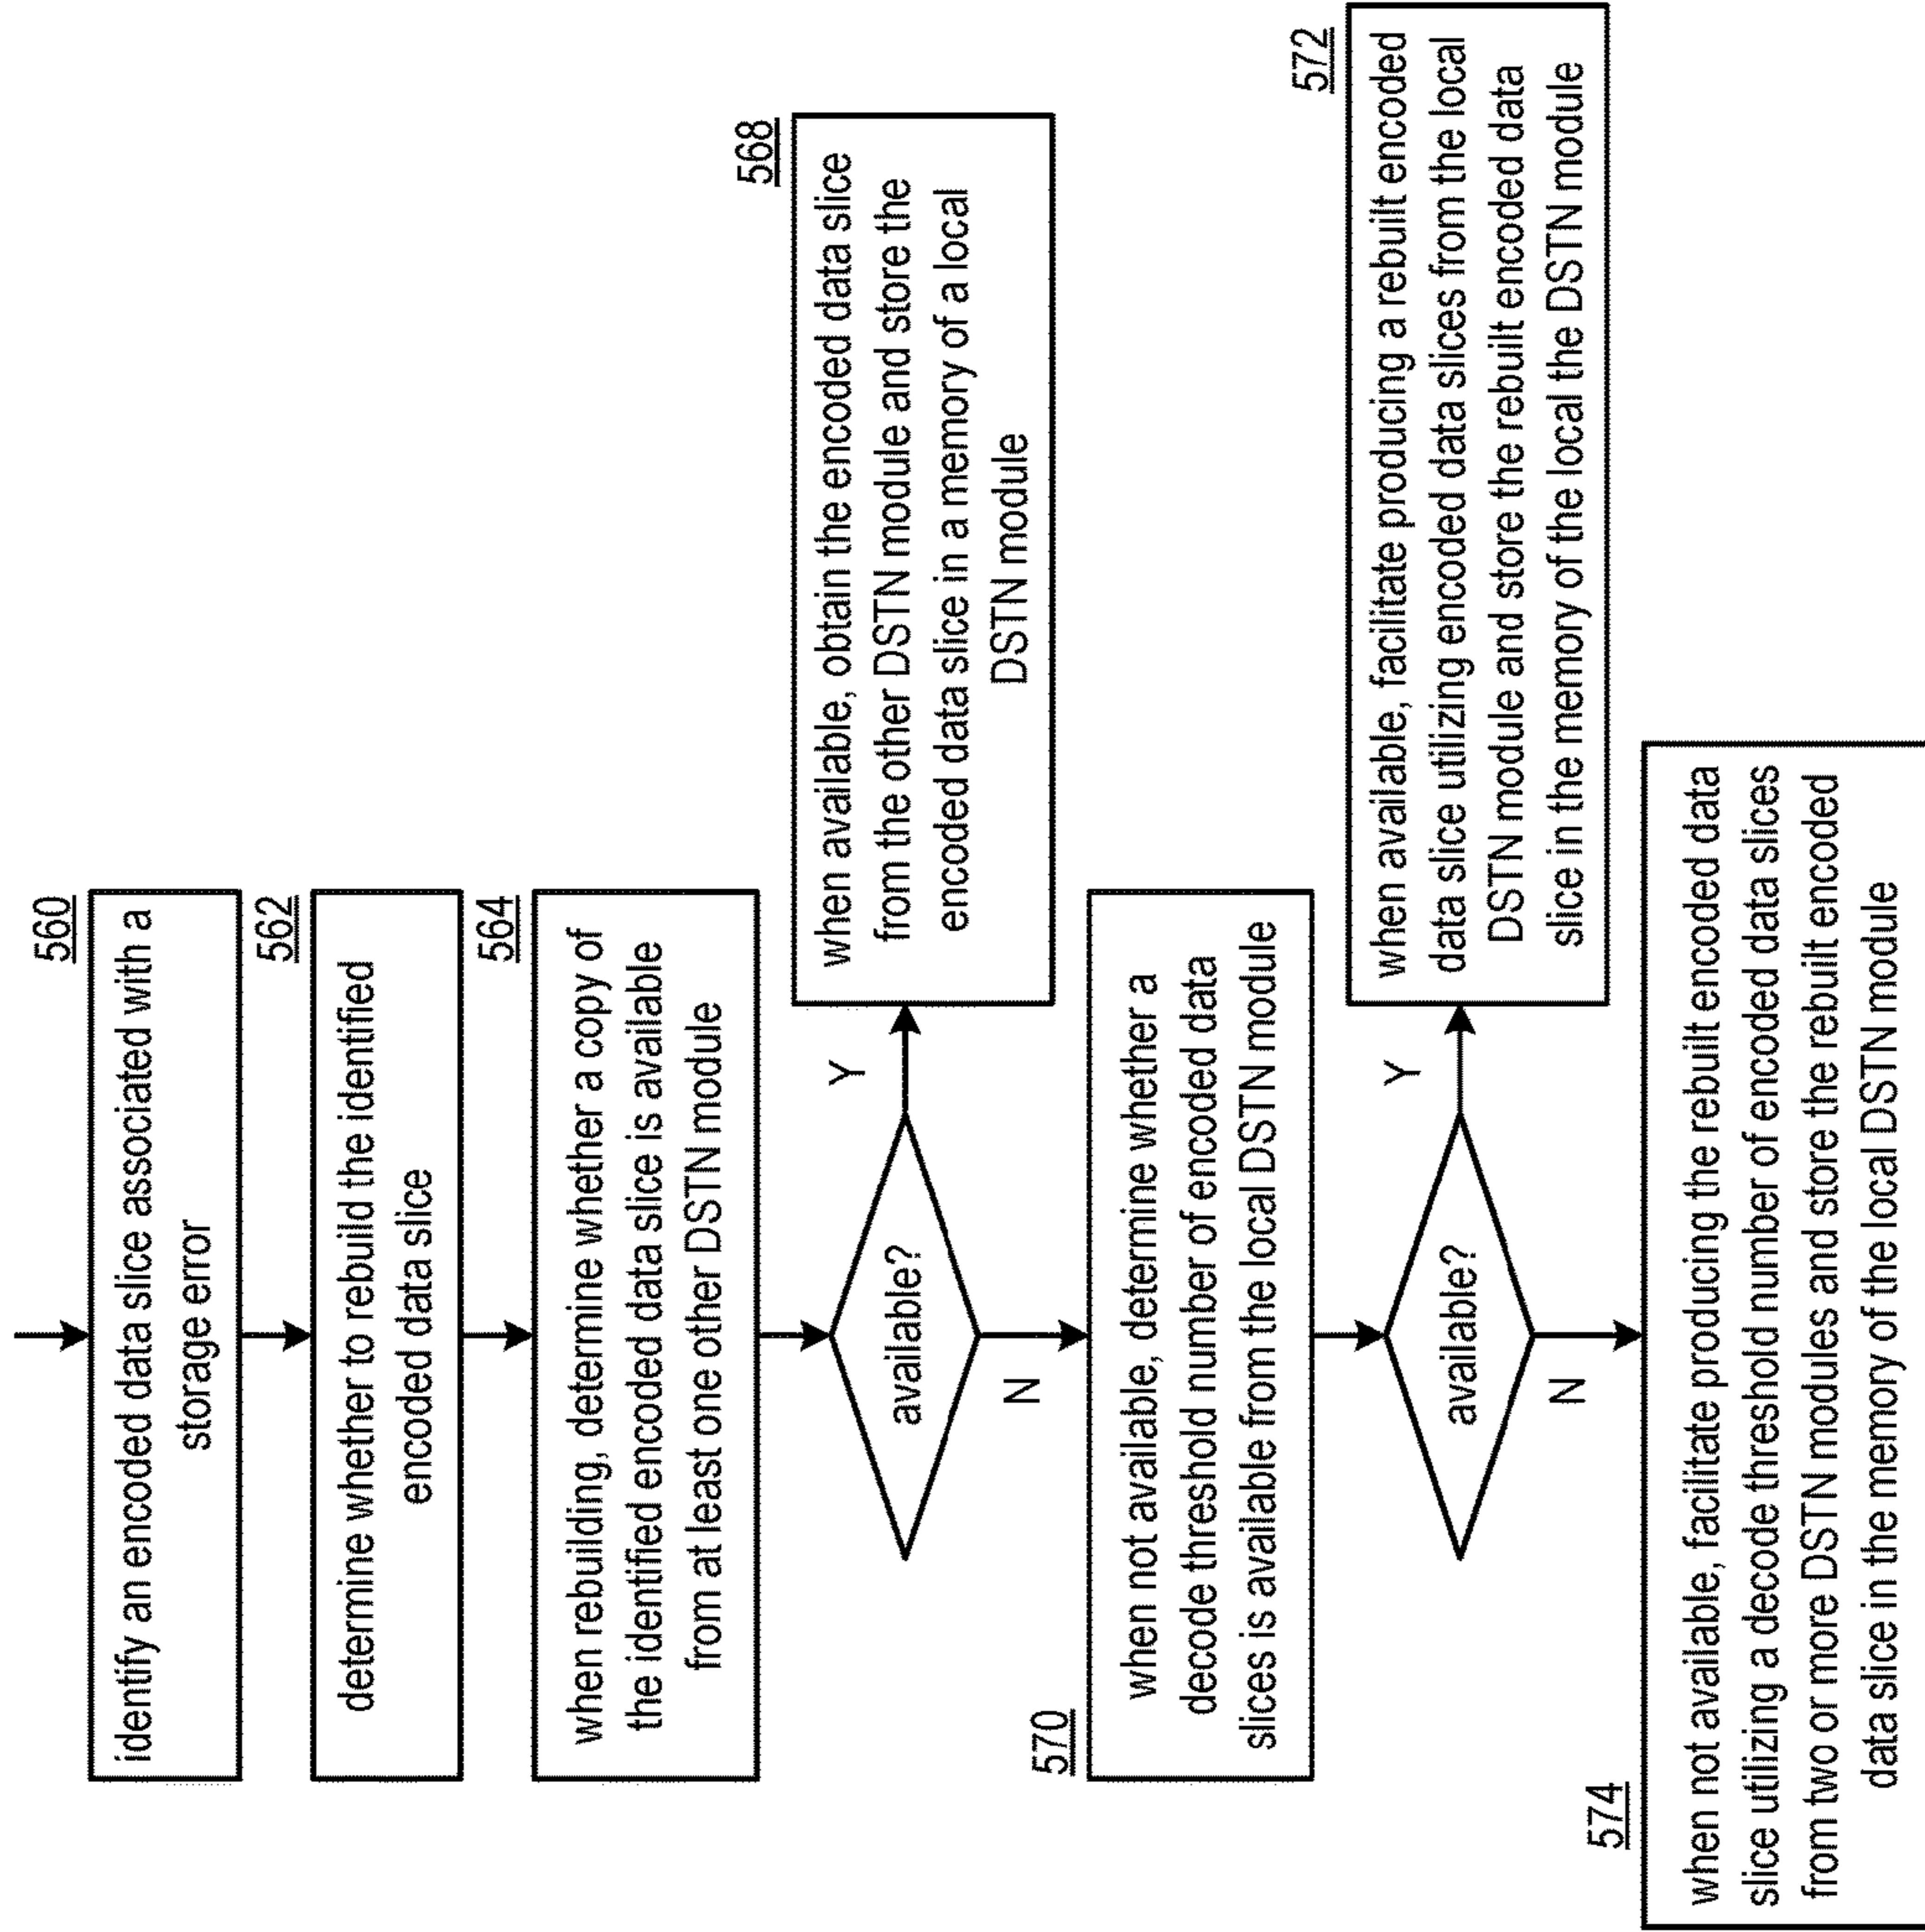 560
identify an encoded data slice associated with a
storage error
562
determine whether to rebuild the identified
encoded data slice
564
when rebuilding, determine whether a copy of
the identified encoded data slice is available
from at least one other DSTN module
available?
Y
N
568
when available, obtain the encoded data slice
from the other DSTN module and store the
encoded data slice in a memory of a local
DSTN module
570
when not available, determine whether a
decode threshold number of encoded data
slices is available from the local DSTN module
available?
Y
N
572
when available, facilitate producing a rebuilt encoded
data slice utilizing encoded data slices from the local
DSTN module and store the rebuilt encoded data
slice in the memory of the local the DSTN module
574
when not available, facilitate producing the rebuilt encoded data
slice utilizing a decode threshold number of encoded data slices
from two or more DSTN modules and store the rebuilt encoded
data slice in the memory of the local DSTN module